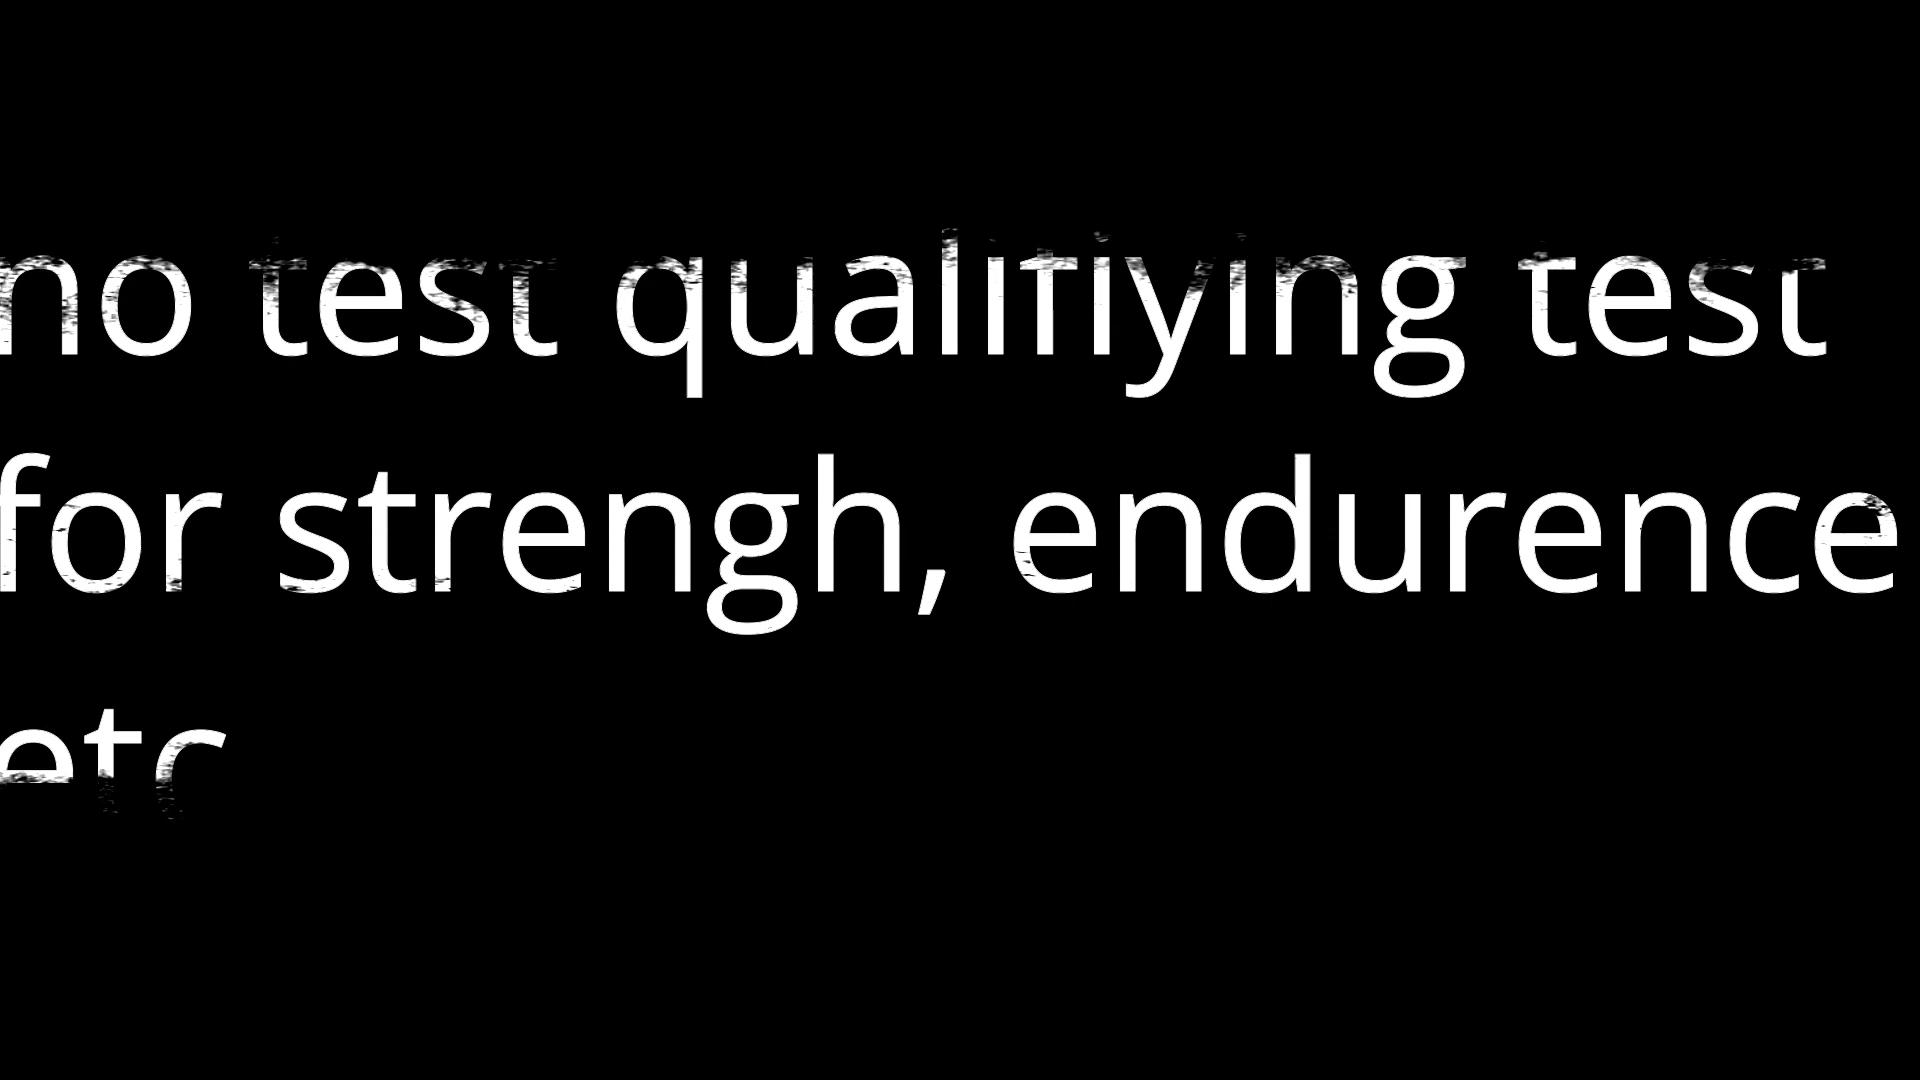 no test qualifiying test
for strengh, endurence
etc